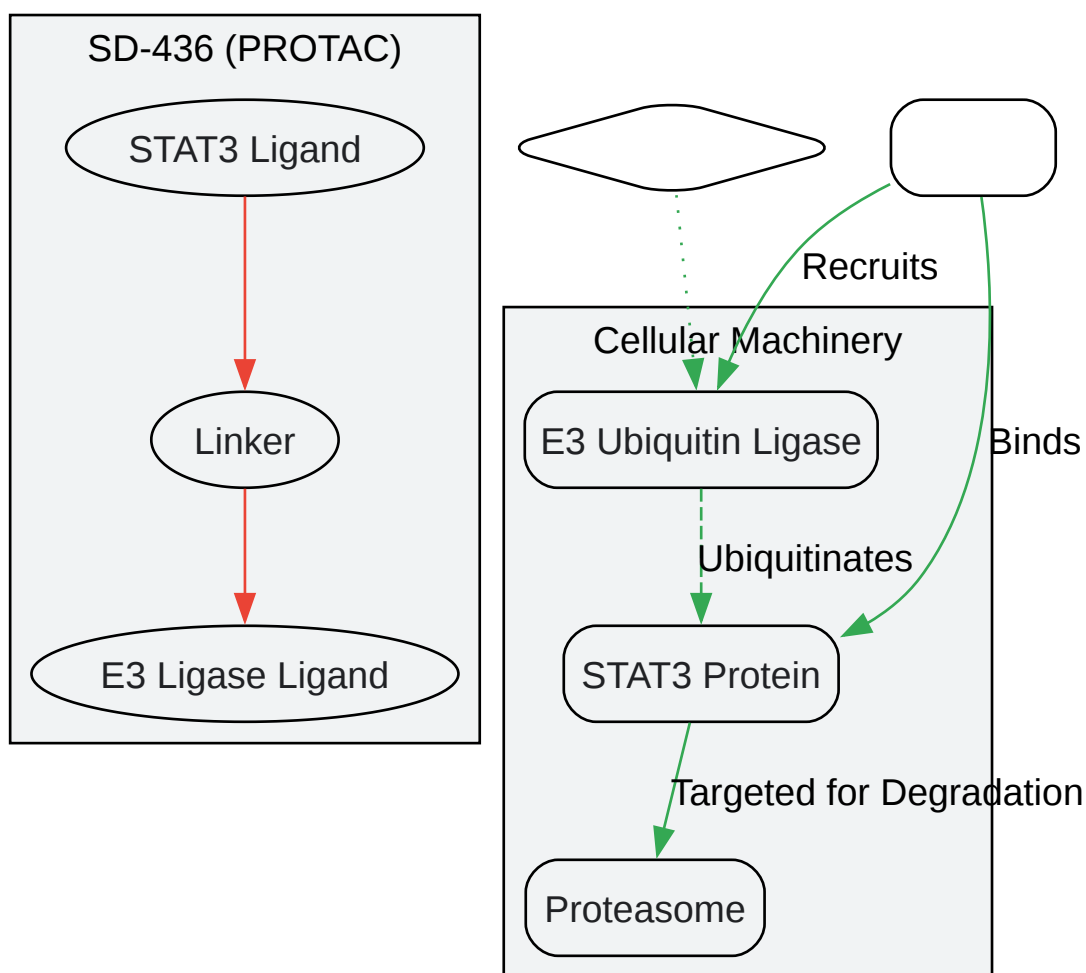 SD-436 (PROTAC)
STAT3 Ligand
Linker
E3 Ligase Ligand
Recruits
Cellular Machinery
E3 Ubiquitin Ligase
Binds
Ubiquitinates
STAT3 Protein
Targeted for Degradation
Proteasome